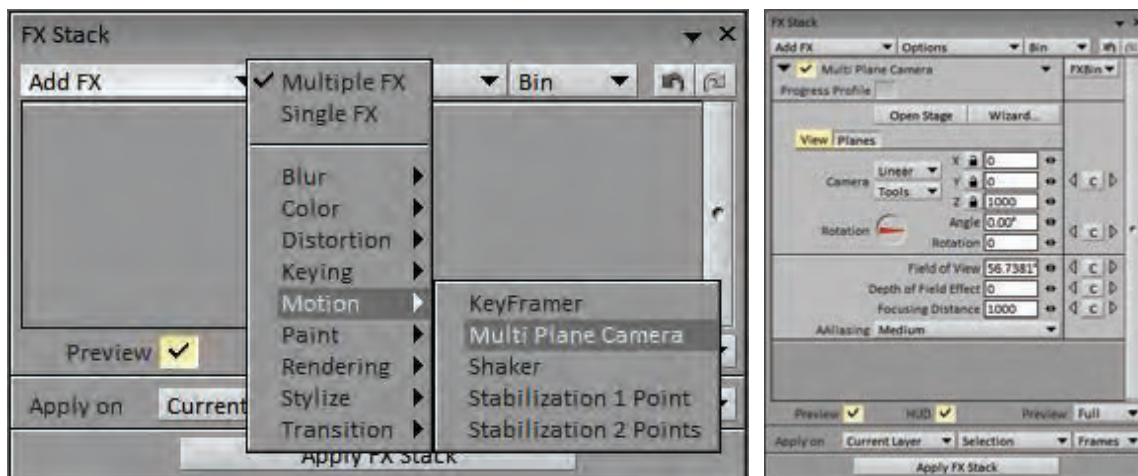 FX Stack
Add FX
Bin
Multiple FX
Single FX
Blur
Color
Distortion
Keying
Motion
Paint
Rendering
Stylize
Transition
KeyFramer
Multi Plane Camera
Shaker
Stabilization 1 Point
Stabilization 2 Points
Preview
Apply on Current
Apply FX Stack
FX Stack
Add FX Options Bin
Multi Plane Camera FXBin
Progress Profile
Open Stage Wizard...
View Planes
Camera Linear Tools
X 0
Y 0
Z 1000
Rotation Angle 0.00°
Rotation 0
Field of View 56.7381°
Depth of Field Effect 0
Focusing Distance 1000
AAliasing Medium
C
C
C
C
C
Preview HUD Preview Full
Apply on Current Layer Selection Frames
Apply FX Stack